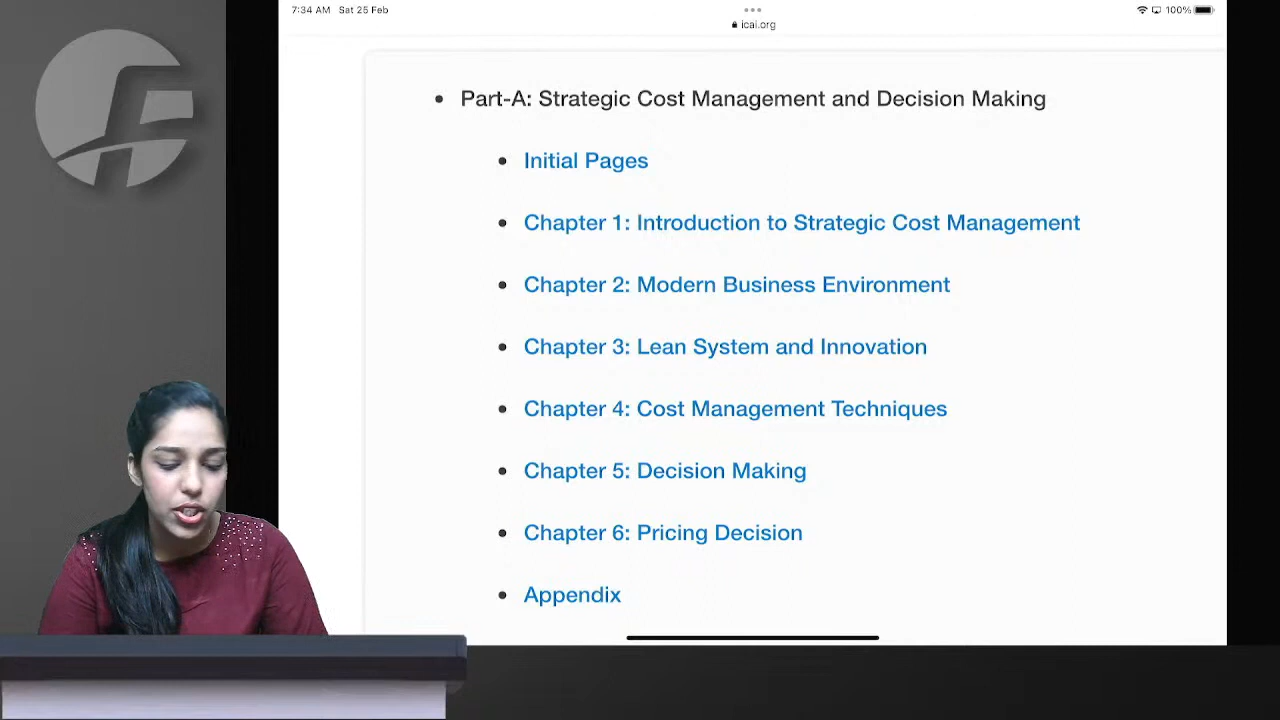 7:34 AM Sat 25 Feb
icai.org
100%
Part-A: Strategic Cost Management and Decision Making
Initial Pages
Chapter 1: Introduction to Strategic Cost Management
Chapter 2: Modern Business Environment
Chapter 3: Lean System and Innovation
Chapter 4: Cost Management Techniques
Chapter 5: Decision Making
Chapter 6: Pricing Decision
Appendix